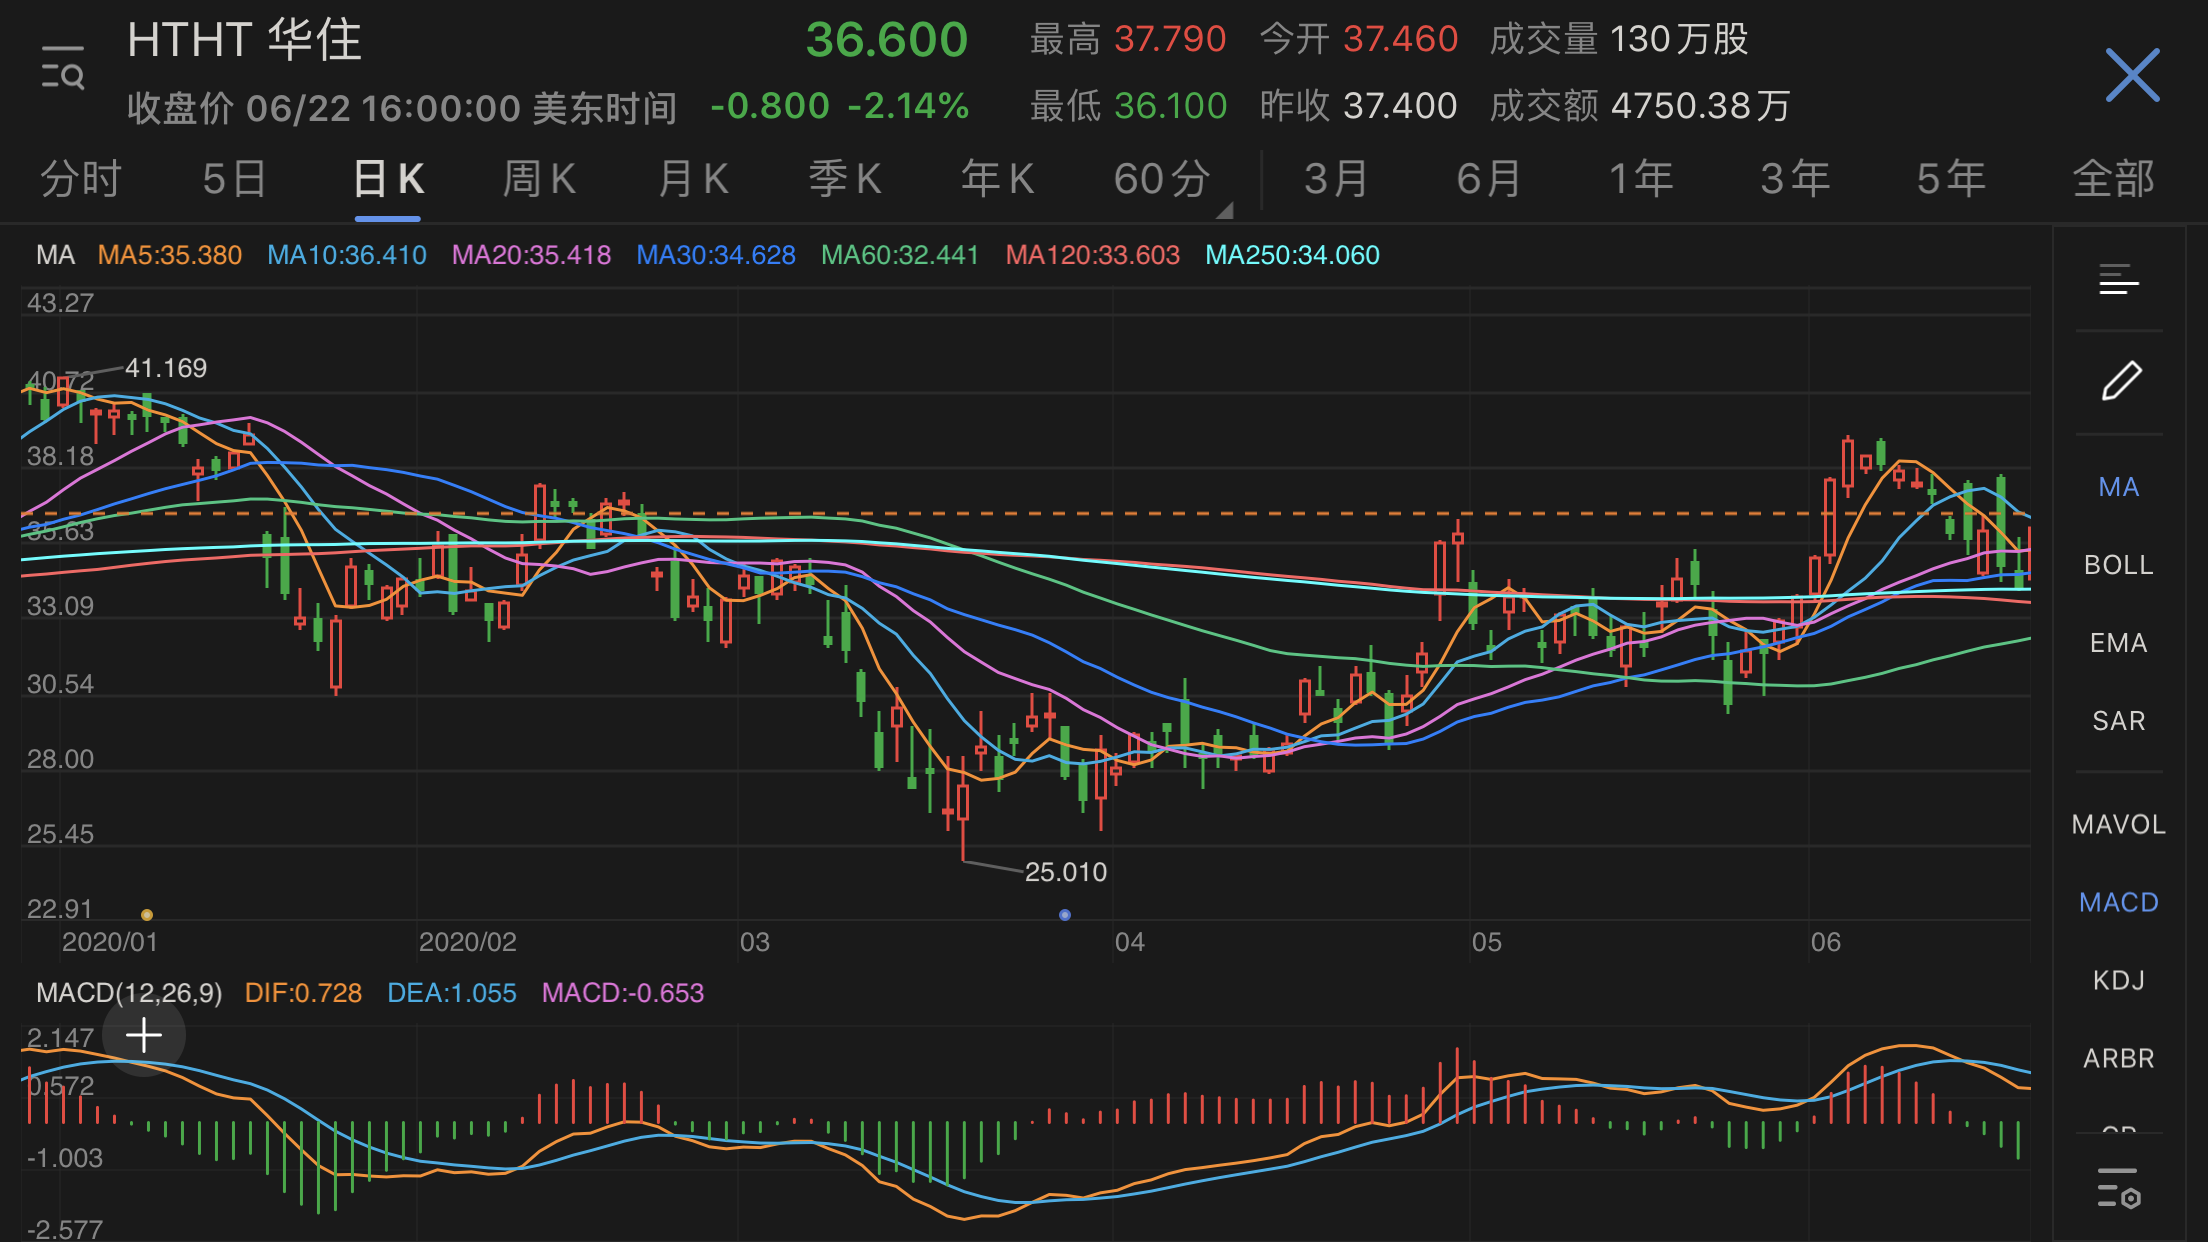 HTHT 华住
36.600
最高 37.790 今开 37.460 成交量 130万股
收盘价 06/22 16:00:00 美东时间 -0.800 -2.14%
最低 36.100 昨收 37.400 成交额 4750.38万
分时 5日 日K 周K 月K 季K 年K 60分 3月 6月 1年 3年 5年 全部
MA MA5:35.380 MA10:36.410 MA20:35.418 MA30:34.628 MA60:32.441 MA120:33.603 MA250:34.060
43.27
41.169
40.72
38.18
35.63
33.09
30.54
28.00
25.45
25.010
22.91
2020/01 2020/02 03 04 05 06
MACD(12,26,9) DIF:0.728 DEA:1.055 MACD:-0.653
2.147
0.572
-1.003
-2.577
MA
BOLL
EMA
SAR
MAVOL
MACD
KDJ
ARBR